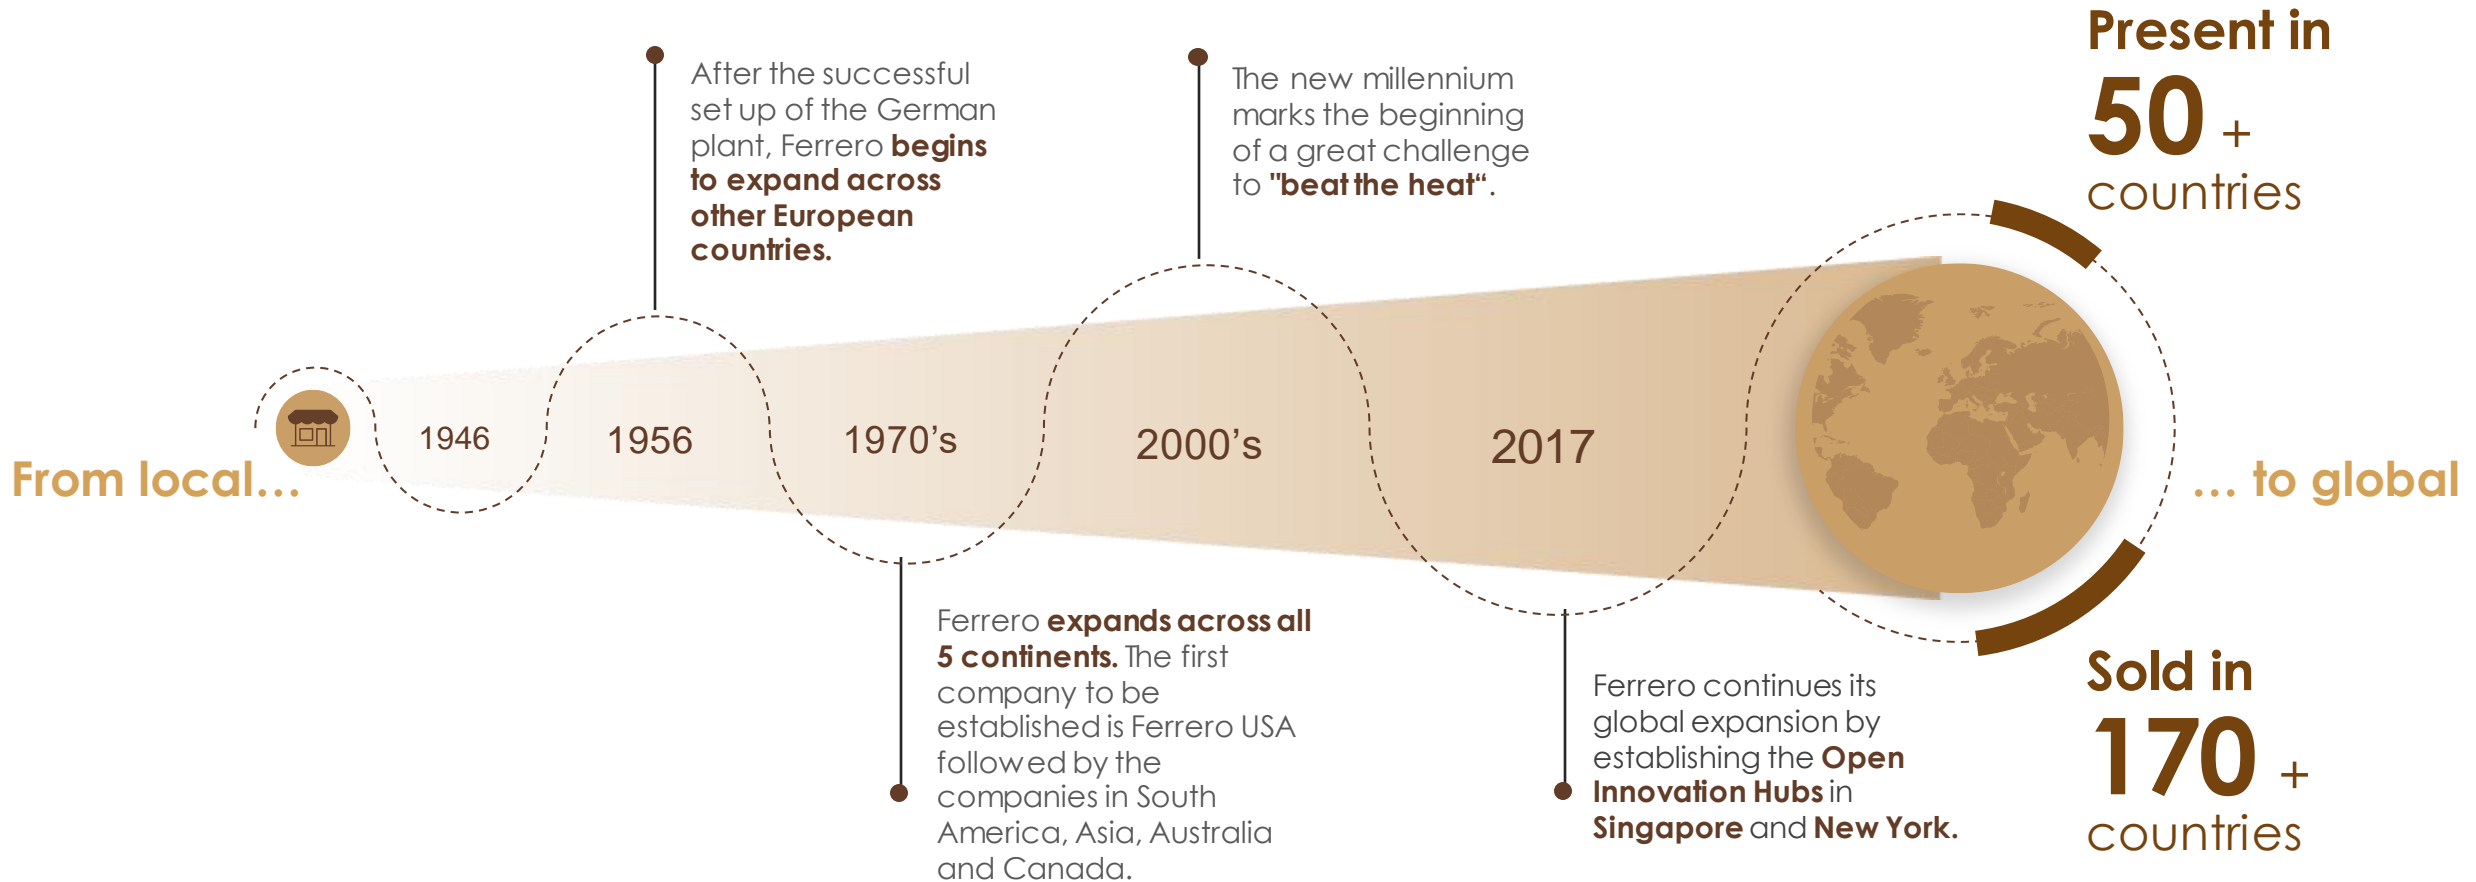 From local...
1946
1956
After the successful
set up of the German
plant, Ferrero begins
to expand across
other European
countries.
1970’s
Ferrero expands across all
5 continents. The first
company to be
established is Ferrero USA
followed by the
companies in South
America, Asia, Australia
and Canada.
2000’s
The new millennium
marks the beginning
of a great challenge
to "beat the heat“.
2017
Ferrero continues its
global expansion by
establishing the Open
Innovation Hubs in
Singapore and New York.
... to global
Present in
50 +
countries
Sold in
170 +
countries